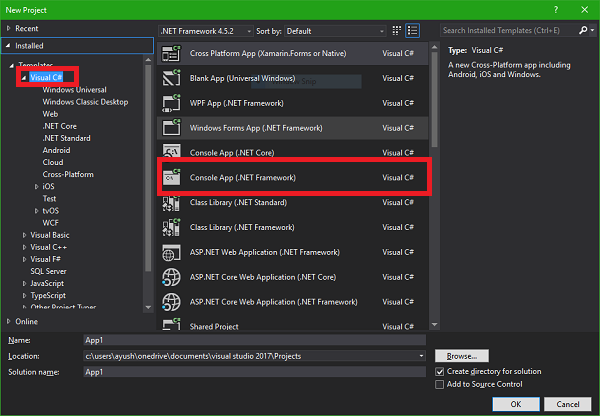 New Project
? ×
Recent
.NET Framework 4.5.2 Sort by: Default
Search Installed Templates (Ctrl+E)
Installed
Templates
Visual C#
Windows Universal
Windows Classic Desktop
Web
.NET Core
.NET Standard
Android
Cloud
Cross-Platform
iOS
Test
tvOS
WCF
Visual Basic
Visual C++
Visual F#
SQL Server
JavaScript
TypeScript
Other Project Types
Online
Cross Platform App (Xamarin.Forms or Native) Visual C#
Blank App (Universal Windows) Visual C#
WPF App (.NET Framework) Visual C#
Windows Forms App (.NET Framework) Visual C#
Console App (.NET Core) Visual C#
Console App (.NET Framework) Visual C#
Class Library (.NET Standard) Visual C#
Class Library (.NET Framework) Visual C#
ASP.NET Web Application (.NET Framework) Visual C#
ASP.NET Core Web Application (.NET Core) Visual C#
ASP.NET Core Web Application (.NET Framework) Visual C#
Shared Project Visual C#
Type: Visual C#
A new Cross-Platform app including
Android, iOS and Windows.
Name: App1
Location: c:\users\ayush\onedrive\documents\visual studio 2017\Projects
Browse...
Solution name: App1
Create directory for solution
Add to Source Control
OK Cancel